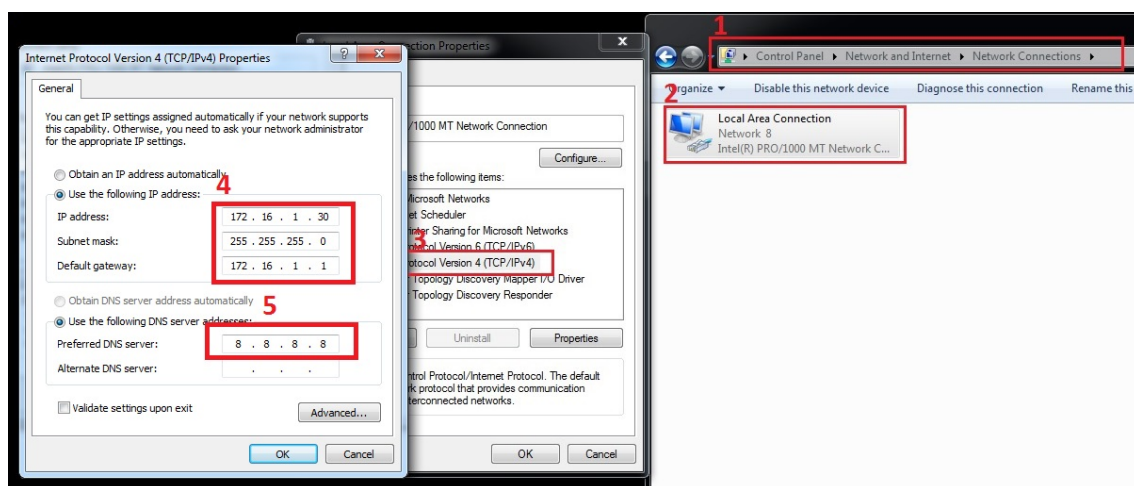 Internet Protocol Version 4 (TCP/IPv4) Properties
General
You can get IP settings assigned automatically if your network supports
this capability. Otherwise, you need to ask your network administrator
for the appropriate IP settings.
Obtain an IP address automatically
4
Use the following IP address:
IP address: 172 . 16 . 1 . 30
Subnet mask: 255 . 255 . 255 . 0
Default gateway: 172 . 16 . 1 . 1
Obtain DNS server address automatically
5
Use the following DNS server addresses:
Preferred DNS server: 8 . 8 . 8 . 8
Alternate DNS server: . . .
Validate settings upon exit
Advanced...
OK Cancel
Connection Properties
/1000 MT Network Connection
Configure...
es the following items:
Microsoft Networks
et Scheduler
rinter Sharing for Microsoft Networks
3
Version 6 (TCP/IPv6)
otocol Version 4 (TCP/IPv4)
Topology Discovery Mapper I/O Driver
Topology Discovery Responder
Uninstall Properties
ntrol Protocol/Internet Protocol. The default
rk protocol that provides communication
terconnected networks.
OK Cancel
1
Control Panel Network and Internet Network Connections
2
Organize Disable this network device Diagnose this connection Rename this
Local Area Connection
Network 8
Intel(R) PRO/1000 MT Network C...